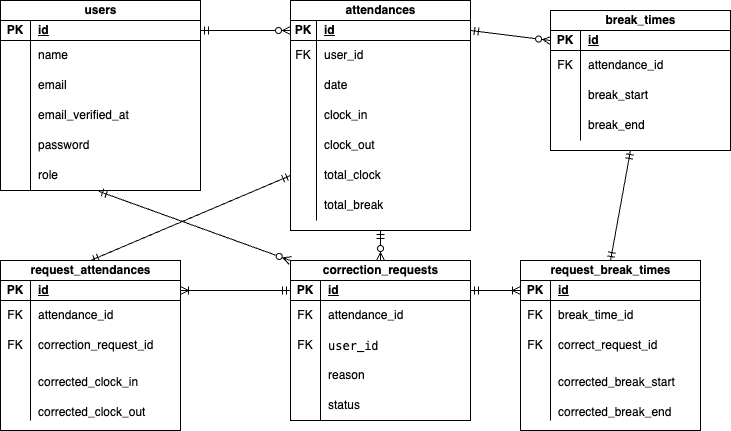 users
PK id
name
email
email_verified_at
password
role
attendances
PK id
FK user_id
date
clock_in
clock_out
total_clock
total_break
break_times
PK id
FK attendance_id
break_start
break_end
request_attendances
PK id
FK attendance_id
FK correction_request_id
corrected_clock_in
corrected_clock_out
correction_requests
PK id
FK attendance_id
FK user_id
reason
status
request_break_times
PK id
FK break_time_id
FK correct_request_id
corrected_break_start
corrected_break_end